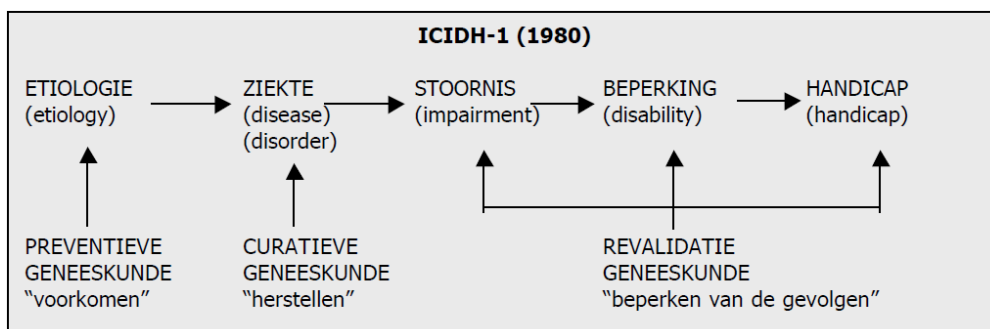 ICIDH-1 (1980)
ETIOLOGIE
(etiology)
ZIEKTE
(disease)
(disorder)
STOORNIS
(impairment)
BEPERKING
(disability)
HANDICAP
(handicap)
PREVENTIEVE
GENEESKUNDE
“voorkomen”
CURATIEVE
GENEESKUNDE
“herstellen”
REVALIDATIE
GENEESKUNDE
“beperken van de gevolgen”